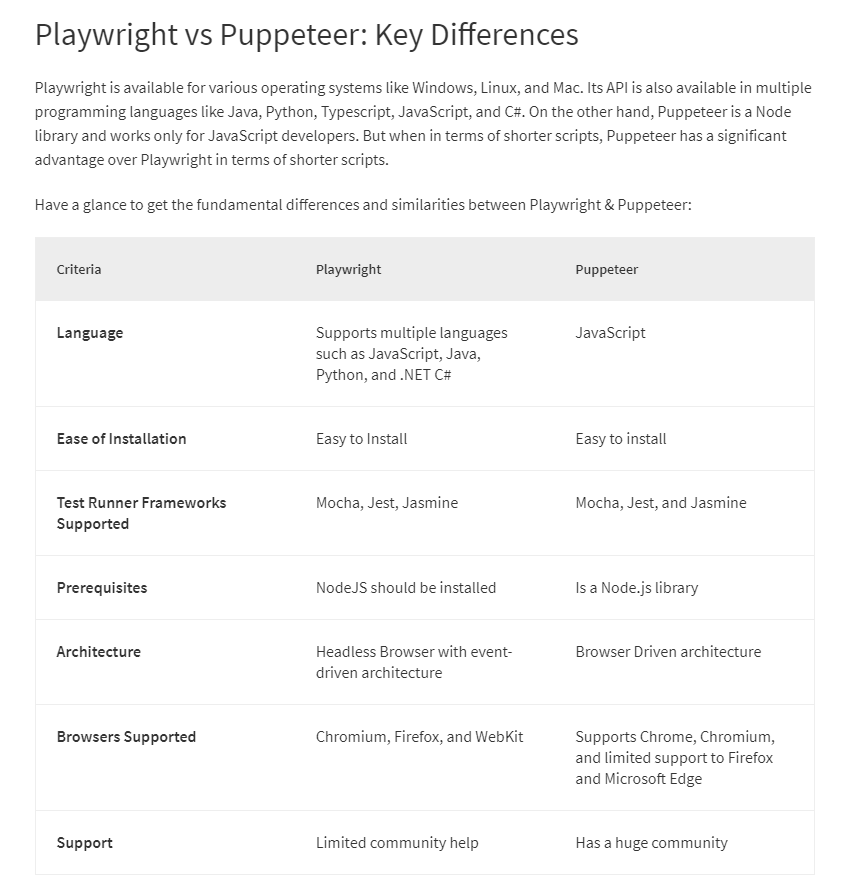 Playwright vs Puppeteer: Key Differences
Playwright is available for various operating systems like Windows, Linux, and Mac. Its API is also available in multiple
programming languages like Java, Python, Typescript, JavaScript, and C#. On the other hand, Puppeteer is a Node
library and works only for JavaScript developers. But when in terms of shorter scripts, Puppeteer has a significant
advantage over Playwright in terms of shorter scripts.
Have a glance to get the fundamental differences and similarities between Playwright & Puppeteer:
Criteria Playwright Puppeteer
Language Supports multiple languages JavaScript
such as JavaScript, Java,
Python, and .NET C#
Ease of Installation Easy to Install Easy to install
Test Runner Frameworks Mocha, Jest, Jasmine Mocha, Jest, and Jasmine
Supported
Prerequisites NodeJS should be installed Is a Node.js library
Architecture Headless Browser with event- Browser Driven architecture
driven architecture
Browsers Supported Chromium, Firefox, and WebKit Supports Chrome, Chromium,
and limited support to Firefox
and Microsoft Edge
Support Limited community help Has a huge community